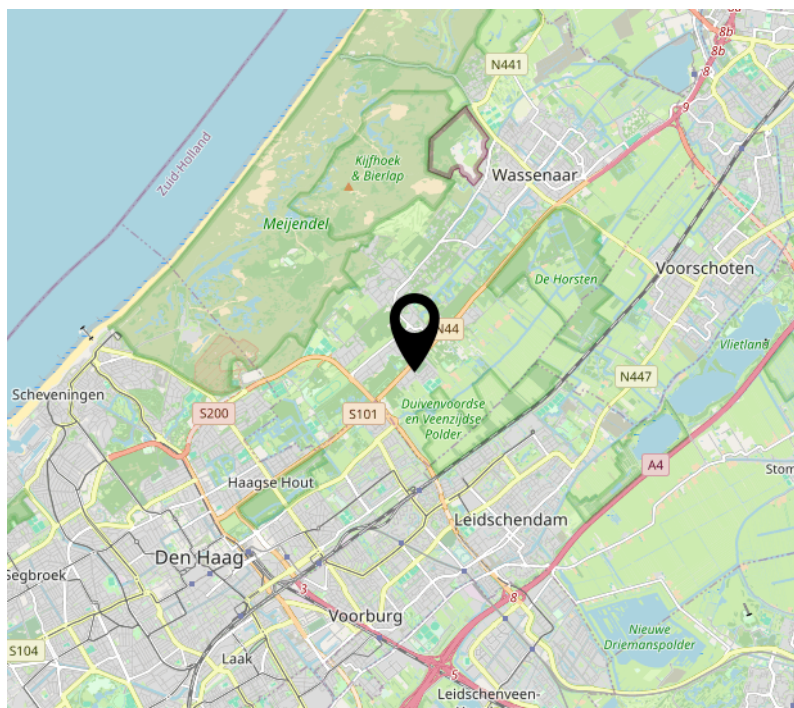 8a
8b
8b
N441
8
9
Zuid-Holland
Kijfhoek
& Bierlap
Wassenaar
Meijendel
De Horsten
Voorschoten
N44
Vlietland
Scheveningen
N447
S200
S101
Duivenvoordse
en Veenzijdse
Polder
A4
Stom
Haagse Hout
Leidschendam
Den Haag
Segbroek
3
8
Voorburg
Nieuwe
Driemanspolder
S104
Laak
5
Leidschenveen-